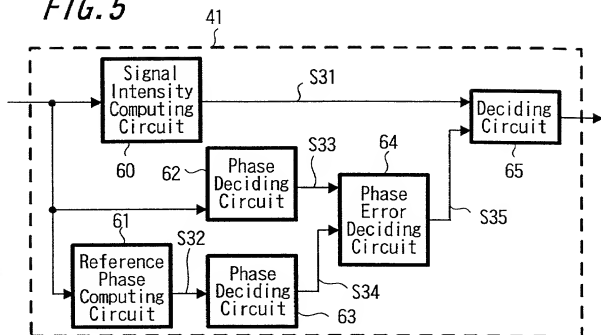 FIG.5
41
Signal
Intensity
Computing
Circuit
60
S31
Deciding
Circuit
65
62
Phase
Deciding
Circuit
S33
64
Phase
Error
Deciding
Circuit
S35
61
Reference
Phase
Computing
Circuit
S32
Phase
Deciding
Circuit
63
S34